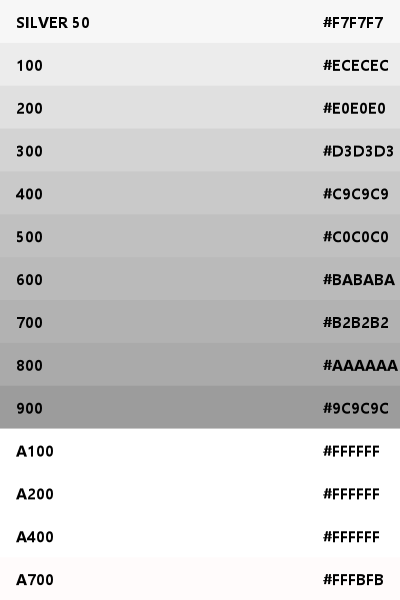 SILVER 50 #F7F7F7
100 #ECECEC
200 #E0E0E0
300 #D3D3D3
400 #C9C9C9
500 #C0C0C0
600 #BABABA
700 #B2B2B2
800 #AAAAAA
900 #9C9C9C
A100 #FFFFFF
A200 #FFFFFF
A400 #FFFFFF
A700 #FFFBFB